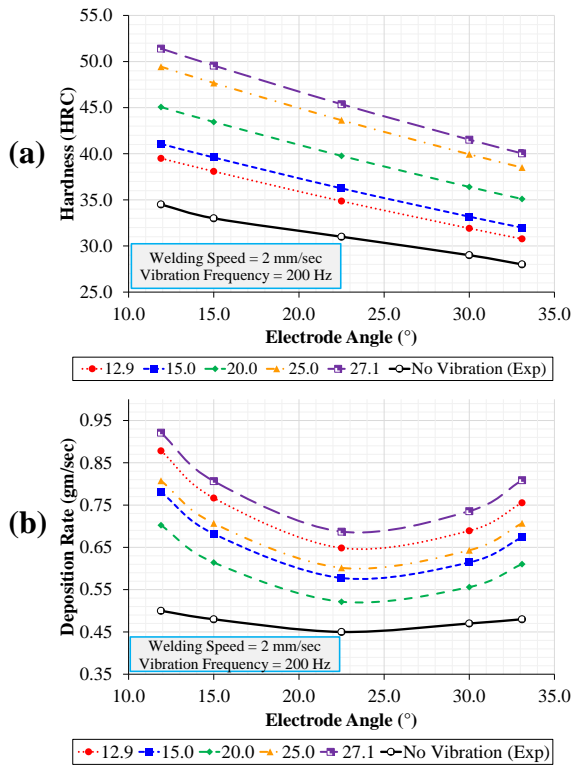 (a)
Hardness (HRC)
55.0
50.0
45.0
40.0
35.0
30.0
25.0
Welding Speed = 2 mm/sec
Vibration Frequency = 200 Hz
10.0 15.0 20.0 25.0 30.0 35.0
Electrode Angle (°)
12.9 15.0 20.0 25.0 27.1 No Vibration (Exp)
(b)
Deposition Rate (gm/sec)
0.95
0.85
0.75
0.65
0.55
0.45
0.35
Welding Speed = 2 mm/sec
Vibration Frequency = 200 Hz
10.0 15.0 20.0 25.0 30.0 35.0
Electrode Angle (°)
12.9 15.0 20.0 25.0 27.1 No Vibration (Exp)